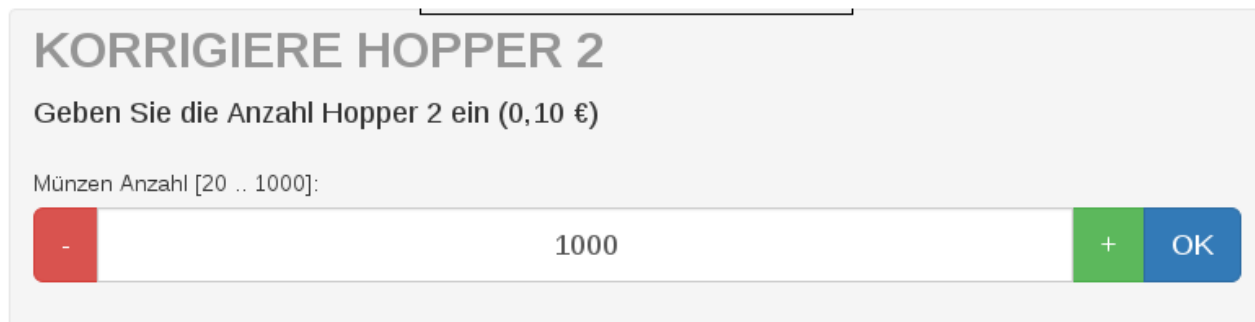 KORRIGIERE HOPPER 2
Geben Sie die Anzahl Hopper 2 ein (0,10 €)
Münzen Anzahl [20 .. 1000]:
- 1000 + OK